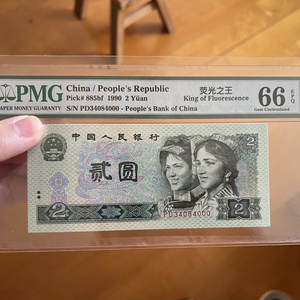 PMG
PAPER MONEY GUARANTY
China / People's Republic
Pick# 885bf 1990 2 Yüan
S/N PD34084000 - People's Bank of China
荧光之王
King of Fluorescence
66 EPQ
Gem Uncirculated
中国人民银行
2
贰圆
PD34084000
2
2